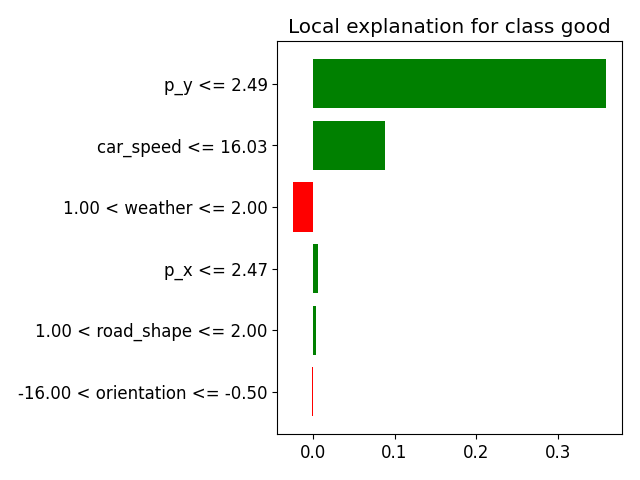 Local explanation for class good
p_y <= 2.49
car_speed <= 16.03
1.00 < weather <= 2.00
p_x <= 2.47
1.00 < road_shape <= 2.00
-16.00 < orientation <= -0.50
0.0 0.1 0.2 0.3